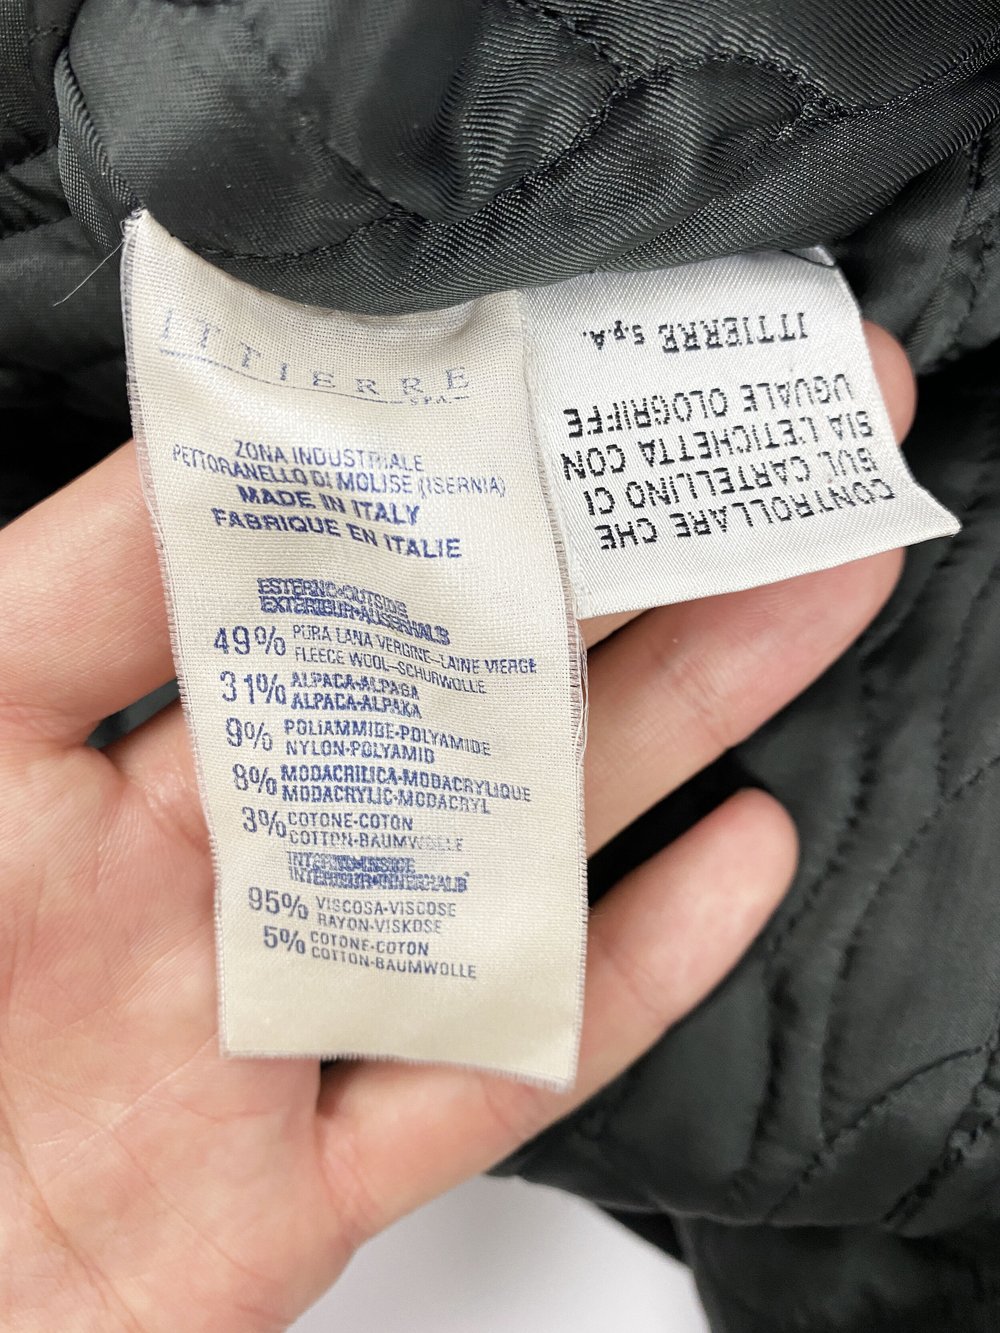 ITTIERRE
SPA
ZONA INDUSTRIALE
PETTORANELLO DI MOLISE (ISERNIA)
MADE IN ITALY
FABRIQUE EN ITALIE
ESTERNO-OUTSIDE
EXTERIEUR-AUSSERHALB
49% PURA LANA VERGINE-LAINE VIERGE
FLEECE WOOL-SCHURWOLLE
31% ALPACA-ALPAGA
ALPACA-ALPAKA
9% POLIAMMIDE-POLYAMIDE
NYLON-POLYAMID
8% MODACRILICA-MODACRYLIQUE
MODACRYLIC-MODACRYL
3% COTONE-COTON
COTTON-BAUMWOLLE
INTERNO-INSIDE
INTERIEUR-INNERHALB
95% VISCOSA-VISCOSE
RAYON-VISKOSE
5% COTONE-COTON
COTTON-BAUMWOLLE
CONTROLLARE CHE
SUL CARTELLINO CI
SIA L'ETICHETTA CON
UGUALE OLOGRIFFE
ITTIERRE S.p.A.